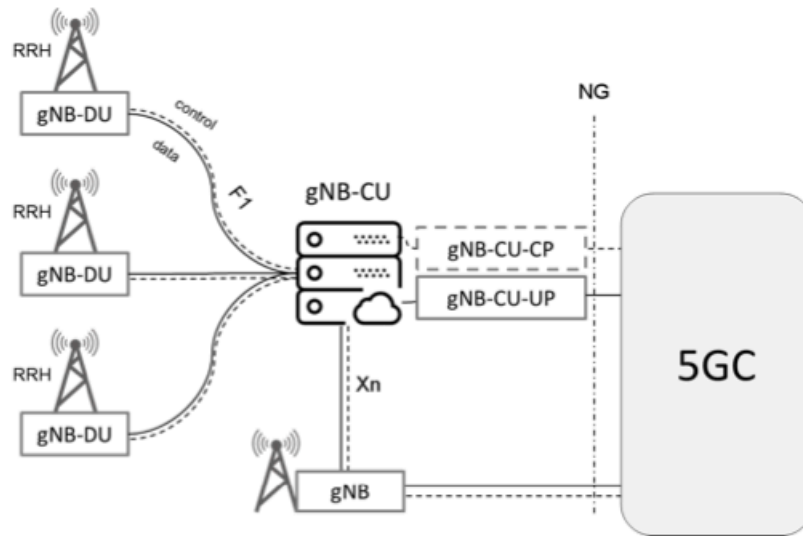 RRH
gNB-DU
control
data
F1
RRH
gNB-DU
RRH
gNB-DU
gNB-CU
gNB-CU-CP
gNB-CU-UP
NG
5GC
Xn
gNB